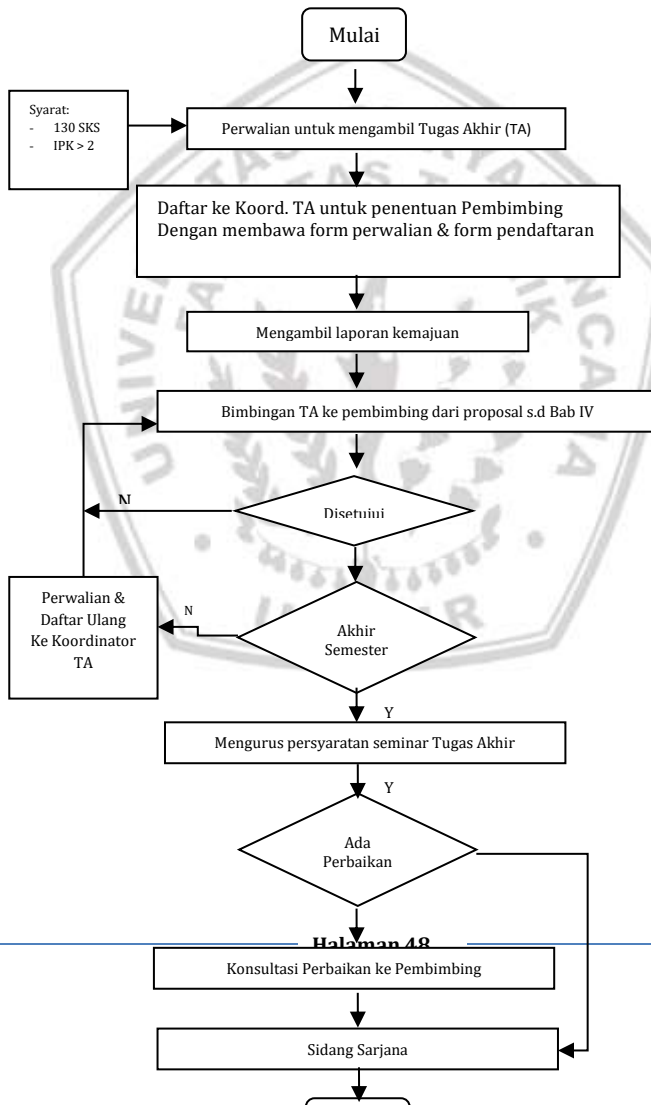 Mulai
Syarat:
- 130 SKS
- IPK > 2
Perwalian untuk mengambil Tugas Akhir (TA)
Daftar ke Koord. TA untuk penentuan Pembimbing
Dengan membawa form perwalian & form pendaftaran
Mengambil laporan kemajuan
Bimbingan TA ke pembimbing dari proposal s.d Bab IV
N
Disetujui
Perwalian &
Daftar Ulang
Ke Koordinator
TA
N
Akhir
Semester
Y
Mengurus persyaratan seminar Tugas Akhir
Y
Ada
Perbaikan
Halaman 48
Konsultasi Perbaikan ke Pembimbing
Sidang Sarjana